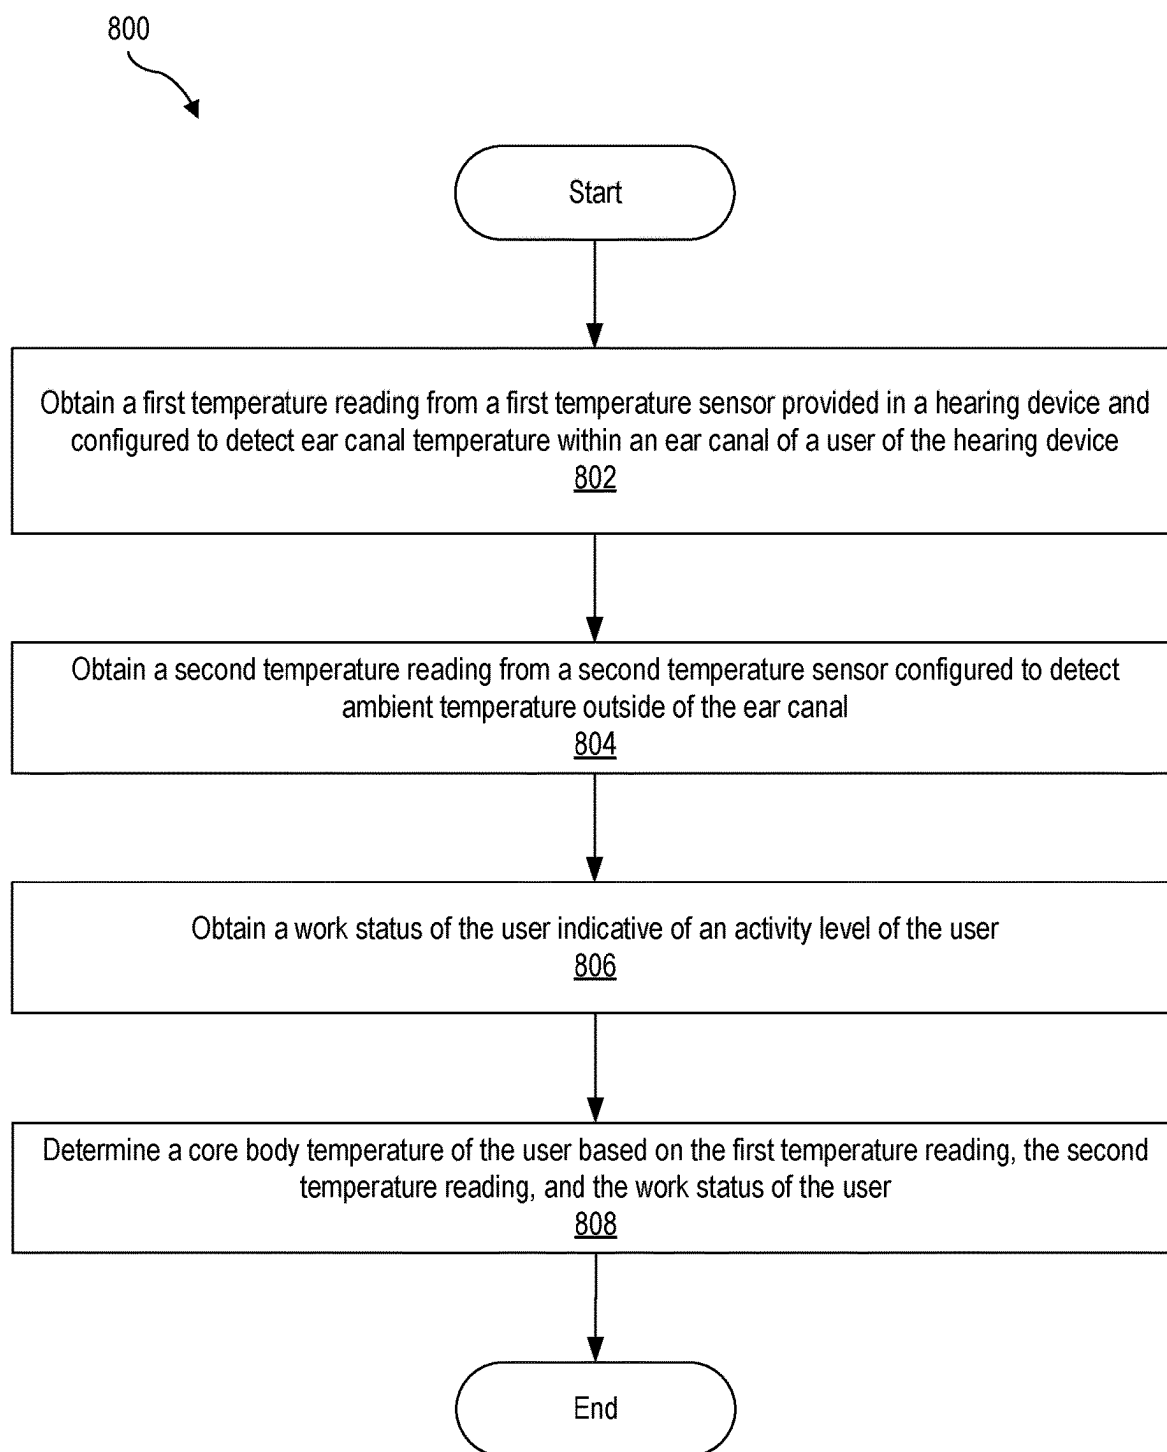 800
Start
Obtain a first temperature reading from a first temperature sensor provided in a hearing device and
configured to detect ear canal temperature within an ear canal of a user of the hearing device
802
Obtain a second temperature reading from a second temperature sensor configured to detect
ambient temperature outside of the ear canal
804
Obtain a work status of the user indicative of an activity level of the user
806
Determine a core body temperature of the user based on the first temperature reading, the second
temperature reading, and the work status of the user
808
End